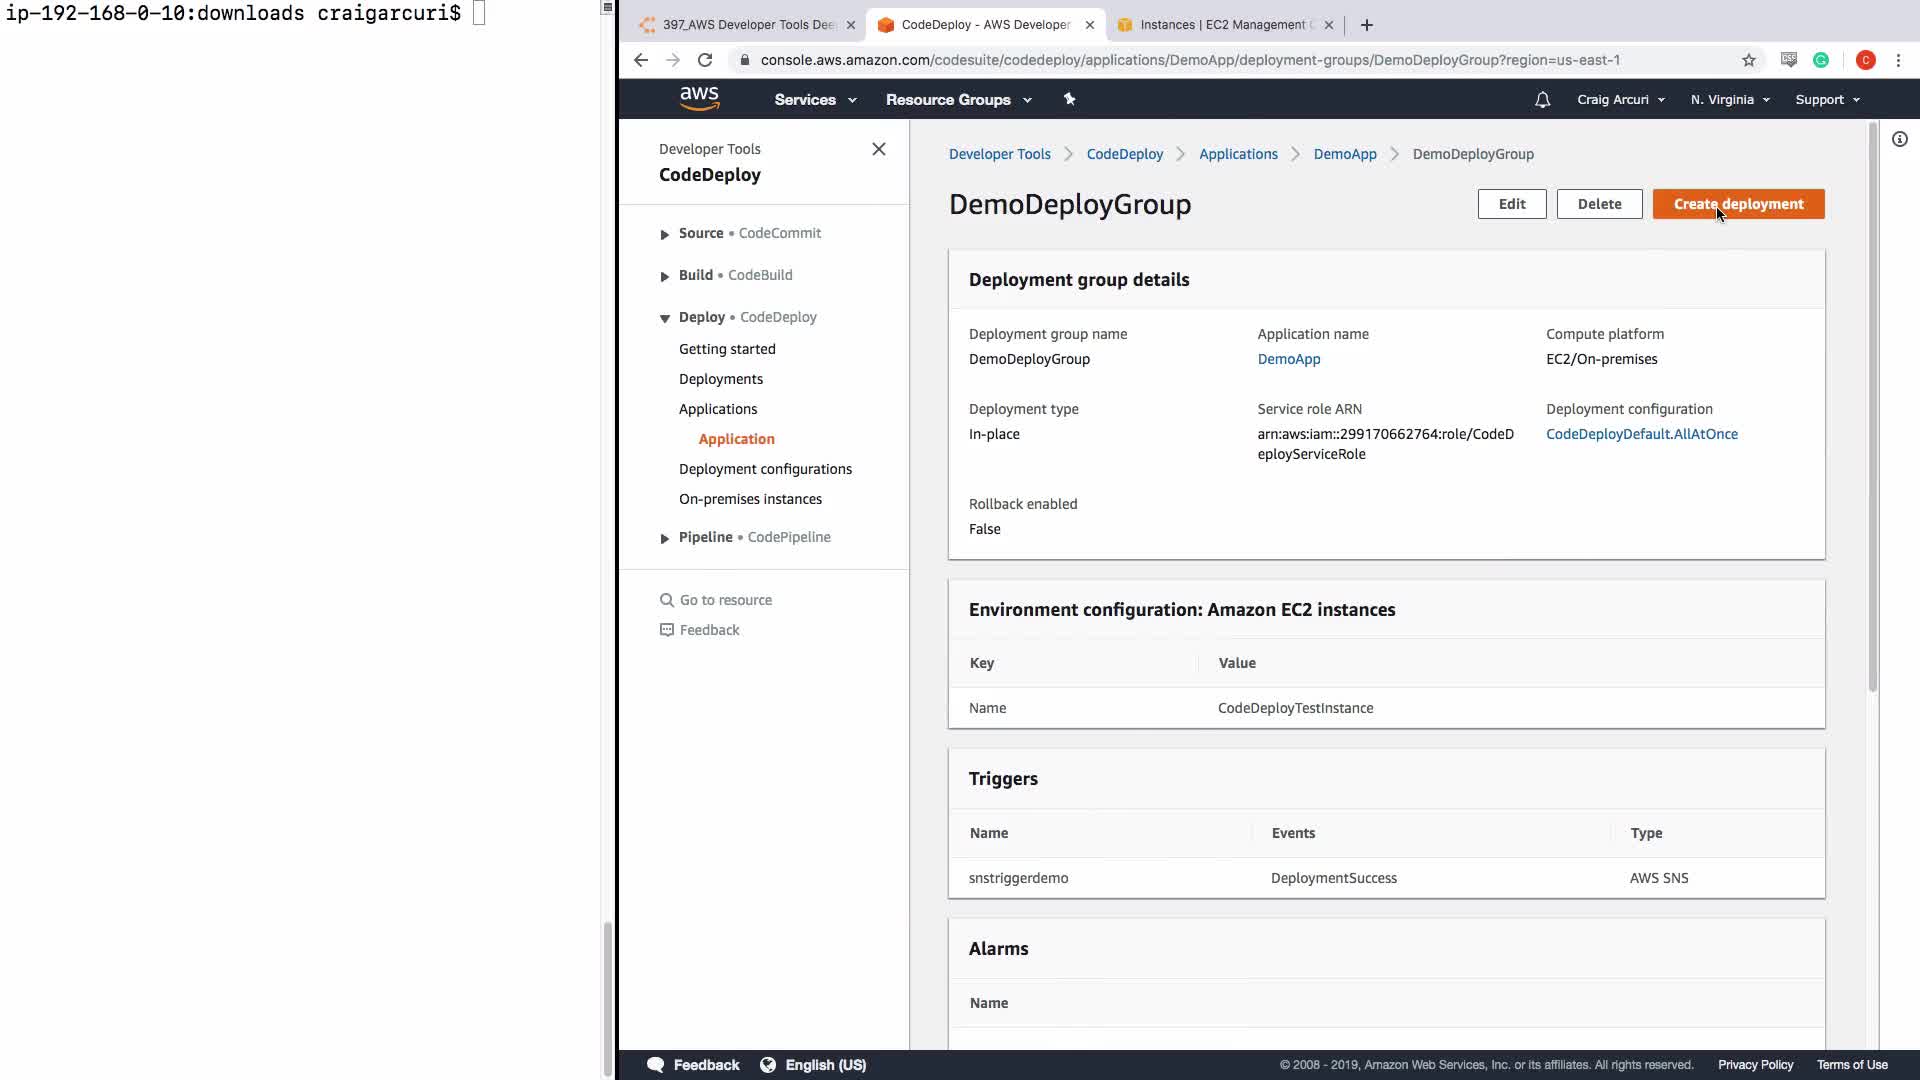 ip-192-168-0-10:downloads craigarcuri$
397_AWS Developer Tools Dee
CodeDeploy - AWS Developer
Instances | EC2 Management C
console.aws.amazon.com/codesuite/codedeploy/applications/DemoApp/deployment-groups/DemoDeployGroup?region=us-east-1
C
aws
Services
Resource Groups
Craig Arcuri
N. Virginia
Support
Developer Tools
CodeDeploy
Source • CodeCommit
Build • CodeBuild
Deploy • CodeDeploy
Getting started
Deployments
Applications
Application
Deployment configurations
On-premises instances
Pipeline • CodePipeline
Go to resource
Feedback
Developer Tools > CodeDeploy > Applications > DemoApp > DemoDeployGroup
DemoDeployGroup
Edit
Delete
Create deployment
Deployment group details
Deployment group name
DemoDeployGroup
Application name
DemoApp
Compute platform
EC2/On-premises
Deployment type
In-place
Service role ARN
arn:aws:iam::299170662764:role/CodeD
eployServiceRole
Deployment configuration
CodeDeployDefault.AllAtOnce
Rollback enabled
False
Environment configuration: Amazon EC2 instances
Key Value
Name CodeDeployTestInstance
Triggers
Name Events Type
snstriggerdemo DeploymentSuccess AWS SNS
Alarms
Name
Feedback
English (US)
© 2008 - 2019, Amazon Web Services, Inc. or its affiliates. All rights reserved.
Privacy Policy
Terms of Use